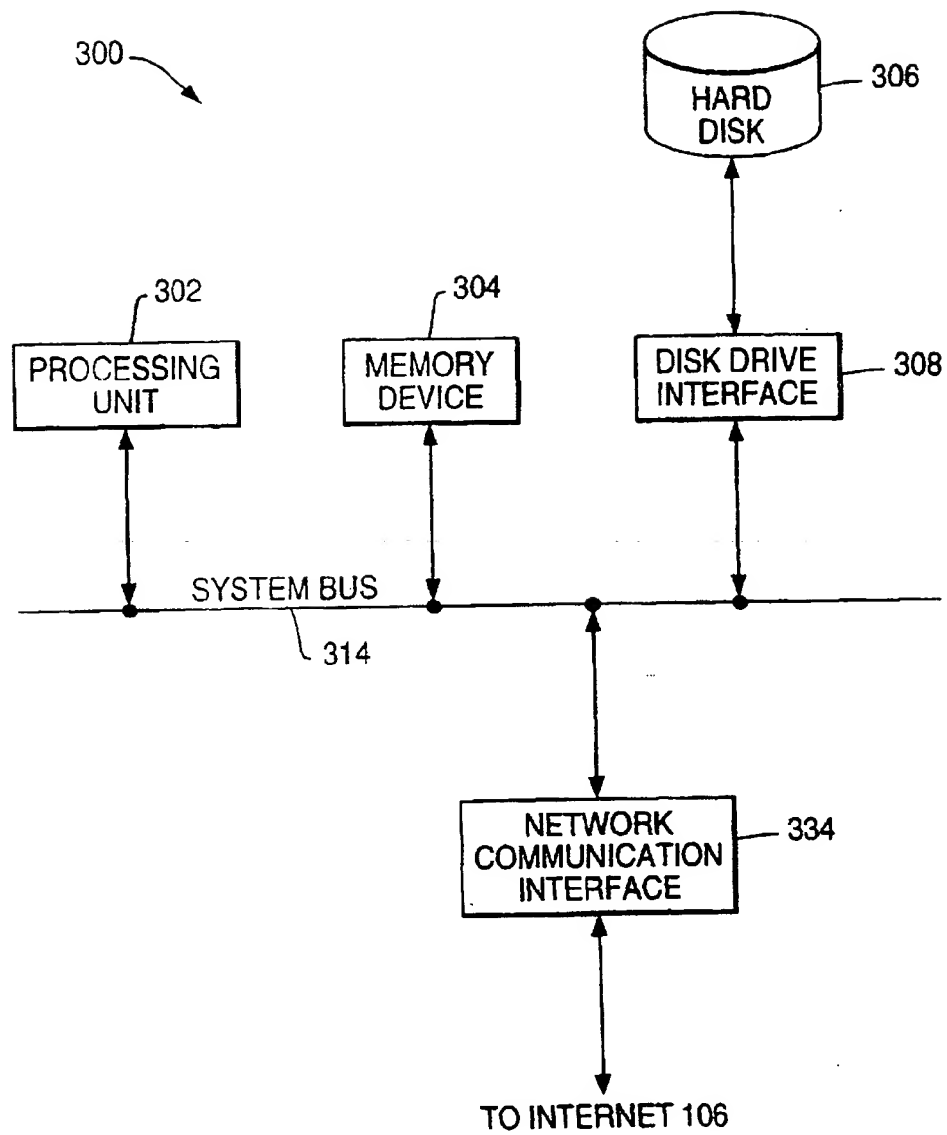 300
HARD
DISK
306
302
304
PROCESSING
UNIT
MEMORY
DEVICE
DISK DRIVE
INTERFACE
308
SYSTEM BUS
314
NETWORK
COMMUNICATION
INTERFACE
334
TO INTERNET 106